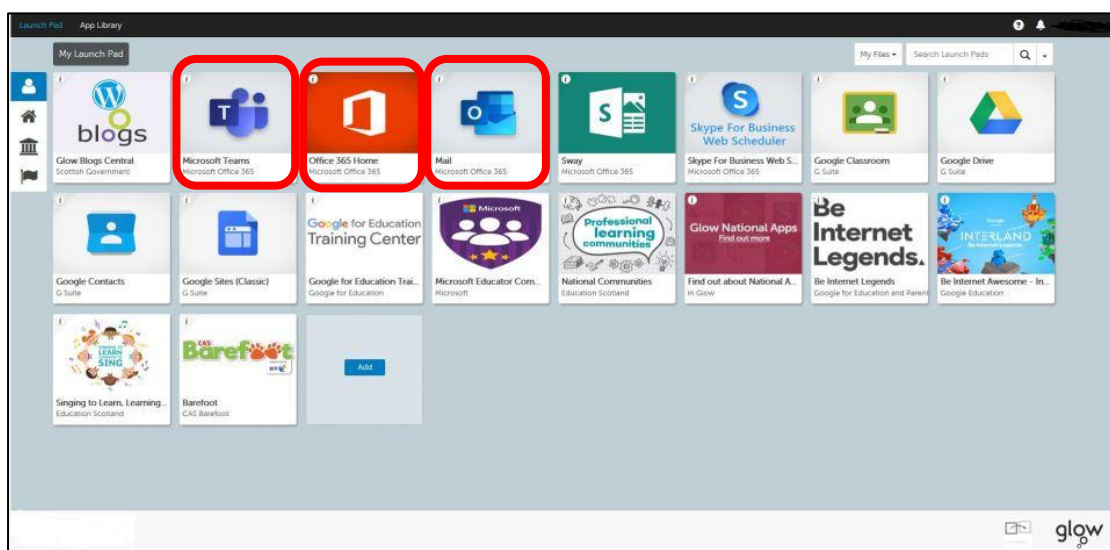 Launch Pad App Library
My Launch Pad
My Files
Search Launch Pads
blogs
Glow Blogs Central
Scottish Government
T
Microsoft Teams
Microsoft Office 365
Office 365 Home
Microsoft Office 365
O
Mail
Microsoft Office 365
S
Sway
Microsoft Office 365
S
Skype For Business
Web Scheduler
Skype For Business Web S...
Microsoft Office 365
Google Classroom
G Suite
Google Drive
G Suite
Google Contacts
G Suite
Google Sites (Classic)
G Suite
Google for Education
Training Center
Google for Education Trai...
Google for Education
Microsoft
Microsoft Educator Com...
Microsoft
Professional
learning
communities
National Communities
Education Scotland
Glow National Apps
Find out more
Find out about National A...
in Glow
Be
Internet
Legends.
Be Internet Legends
Google for Education and Parent
Google
INTERLAND
Be Internet Legends
Be Internet Awesome - In...
Google Education
LEARN
SING
Singing to Learn, Learning...
Education Scotland
CAS
Barefoot
BT
Barefoot
CAS Barefoot
Add
glow